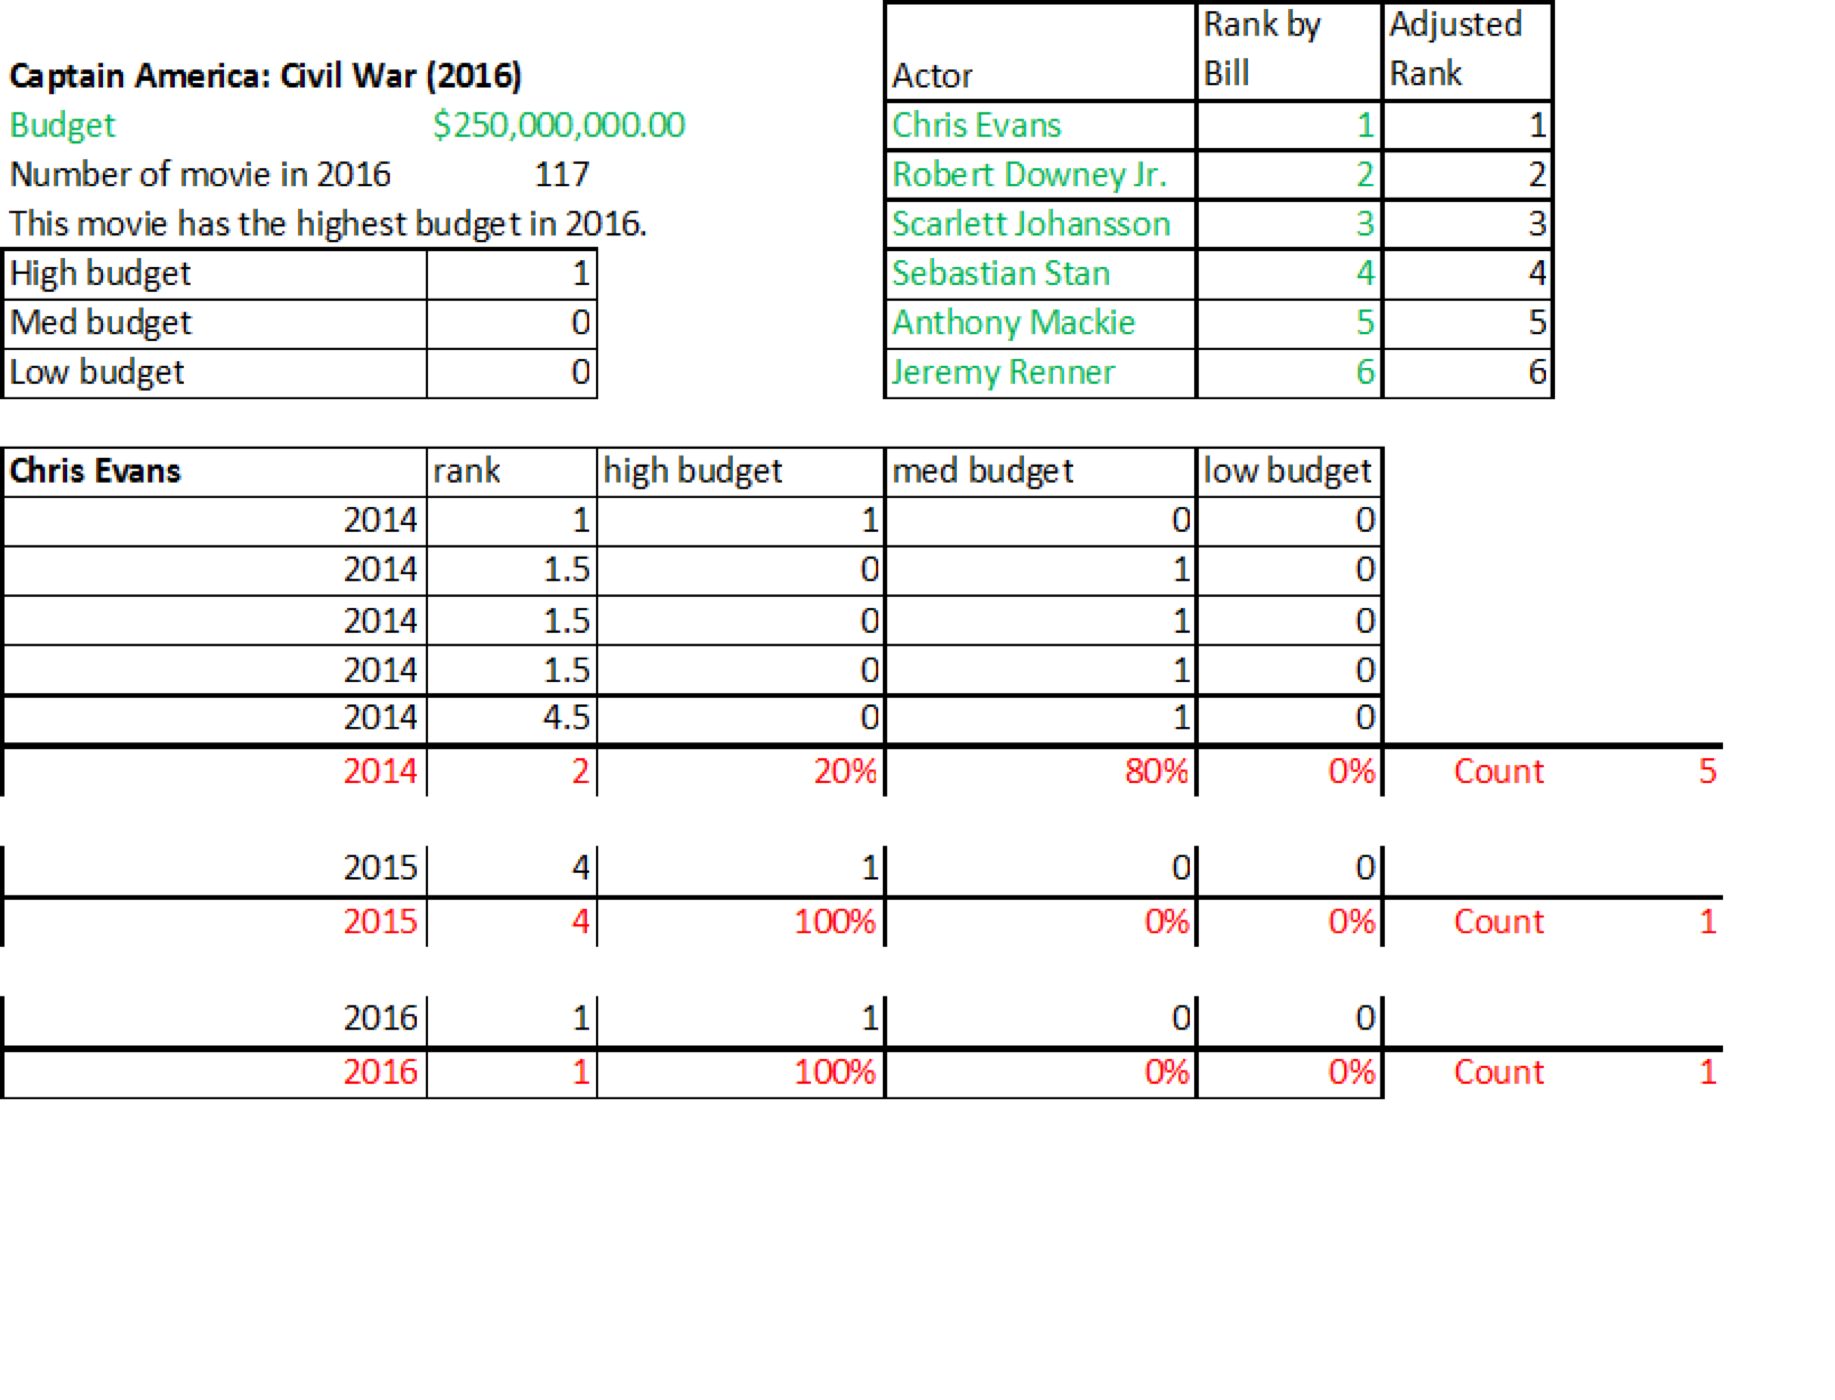 Captain America: Civil War (2016)
Budget $250,000,000.00
Number of movie in 2016 117
This movie has the highest budget in 2016.
High budget 1
Med budget 0
Low budget 0
Actor Rank by Bill Adjusted Rank
Chris Evans 1 1
Robert Downey Jr. 2 2
Scarlett Johansson 3 3
Sebastian Stan 4 4
Anthony Mackie 5 5
Jeremy Renner 6 6
Chris Evans rank high budget med budget low budget
2014 1 1 0 0
2014 1.5 0 1 0
2014 1.5 0 1 0
2014 1.5 0 1 0
2014 4.5 0 1 0
2014 2 20% 80% 0% Count 5
2015 4 1 0 0
2015 4 100% 0% 0% Count 1
2016 1 1 0 0
2016 1 100% 0% 0% Count 1